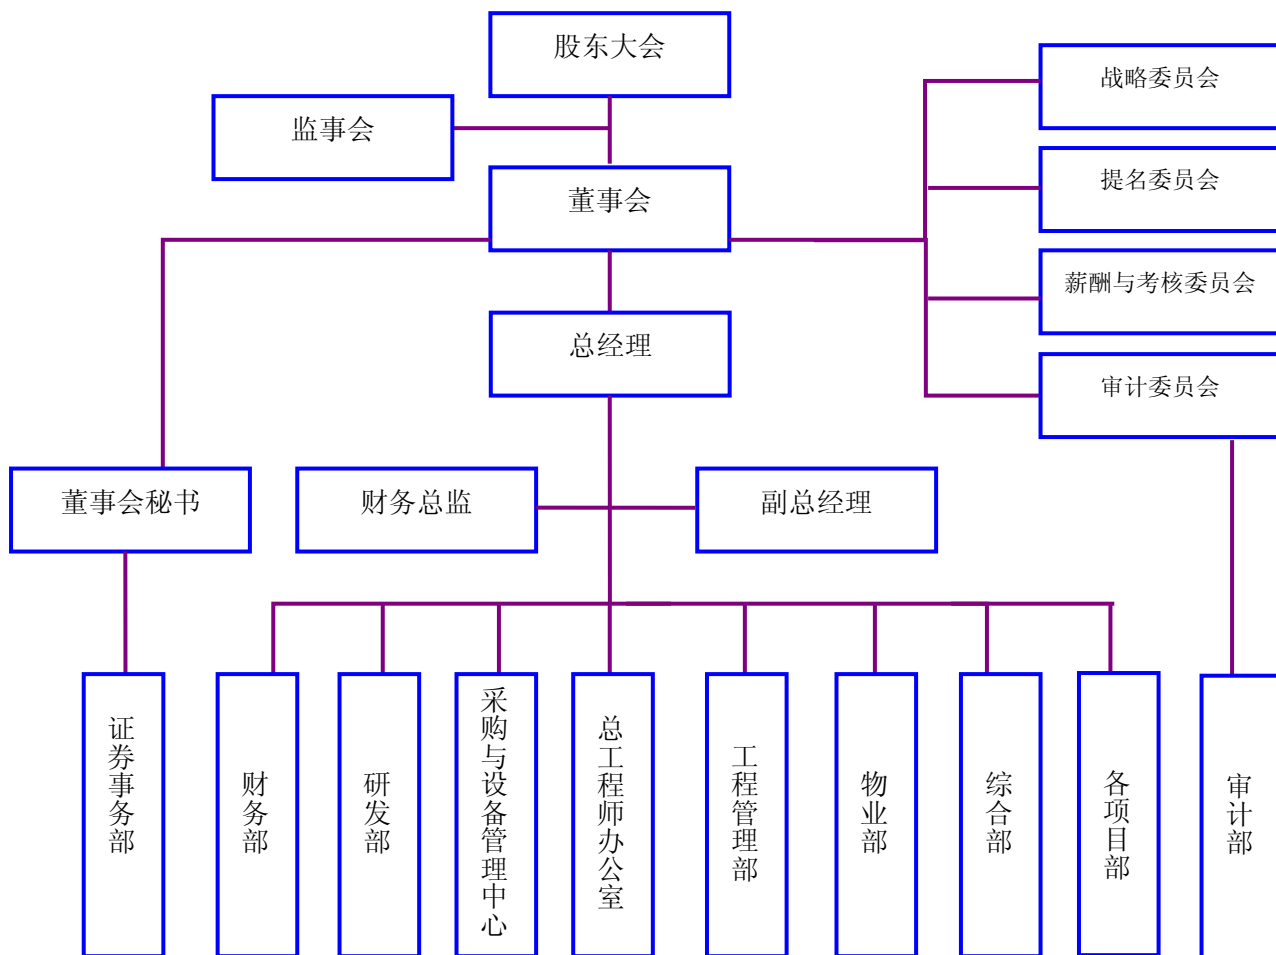 股东大会
战略委员会
监事会
提名委员会
董事会
薪酬与考核委员会
总经理
审计委员会
董事会秘书
财务总监
副总经理
证券事务部
财务部
研发部
采购与设备管理中心
总工程师办公室
工程管理部
物业部
综合部
各项目部
审计部